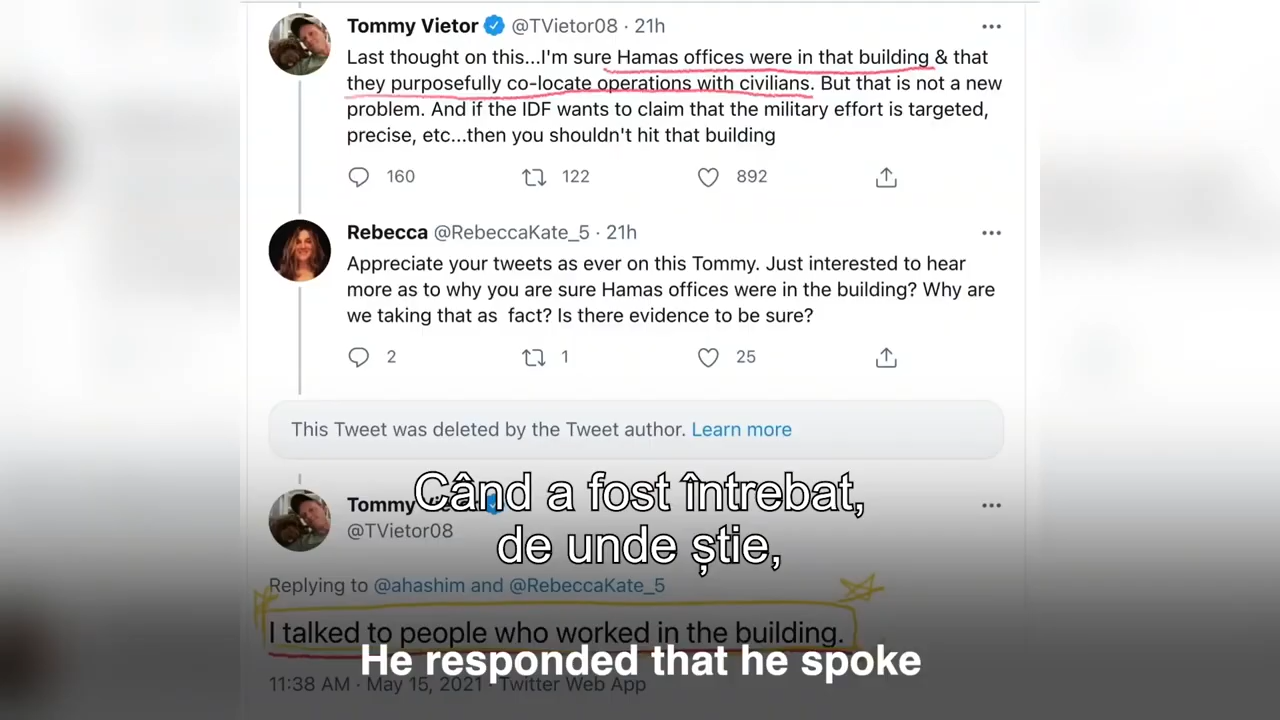 Tommy Vietor @TVietor08 · 21h
Last thought on this...I'm sure Hamas offices were in that building & that
they purposefully co-locate operations with civilians. But that is not a new
problem. And if the IDF wants to claim that the military effort is targeted,
precise, etc...then you shouldn't hit that building
160 122 892
Rebecca @RebeccaKate_5 · 21h
Appreciate your tweets as ever on this Tommy. Just interested to hear
more as to why you are sure Hamas offices were in the building? Why are
we taking that as fact? Is there evidence to be sure?
2 1 25
This Tweet was deleted by the Tweet author. Learn more
Tommy
@TVietor08
Când a fost întrebat,
de unde știe,
Replying to @ahashim and @RebeccaKate_5
I talked to people who worked in the building.
He responded that he spoke
11:38 AM · May 15, 2021 · Twitter Web App